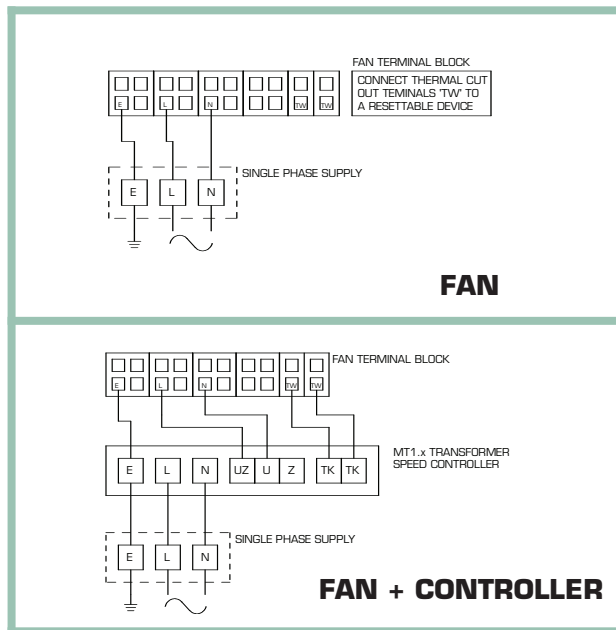 FAN TERMINAL BLOCK
CONNECT THERMAL CUT
OUT TEMINALS 'TW' TO
A RESETTABLE DEVICE
E L N TW TW
SINGLE PHASE SUPPLY
E L N
FAN
FAN TERMINAL BLOCK
E L N TW TW
MT1.x TRANSFORMER
SPEED CONTROLLER
E L N UZ U Z TK TK
SINGLE PHASE SUPPLY
E L N
FAN + CONTROLLER